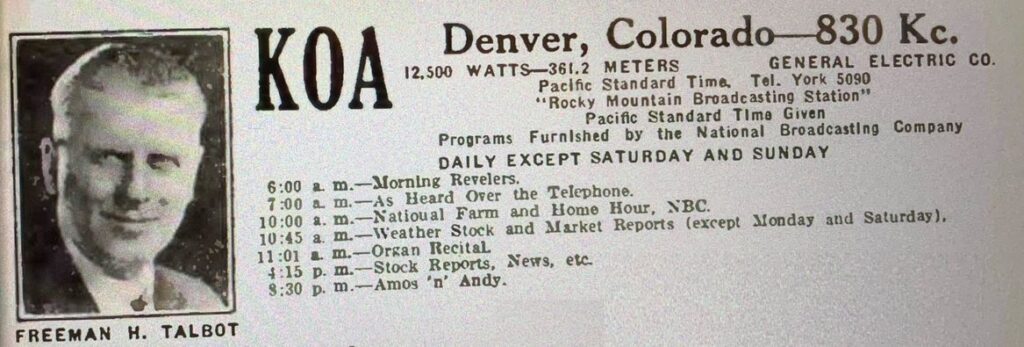 KOA
Denver, Colorado—830 Kc.
12,500 WATTS—361.2 METERS GENERAL ELECTRIC CO.
Pacific Standard Time, Tel. York 5090
"Rocky Mountain Broadcasting Station"
Pacific Standard Time Given
Programs Furnished by the National Broadcasting Company
DAILY EXCEPT SATURDAY AND SUNDAY
6:00 a. m.—Morning Revelers.
7:00 a. m.—As Heard Over the Telephone.
10:00 a. m.—National Farm and Home Hour, NBC.
10:45 a. m.—Weather Stock and Market Reports (except Monday and Saturday).
11:01 a. m.—Organ Recital.
4:15 p. m.—Stock Reports, News, etc.
8:30 p. m.—Amos 'n' Andy.
FREEMAN H. TALBOT